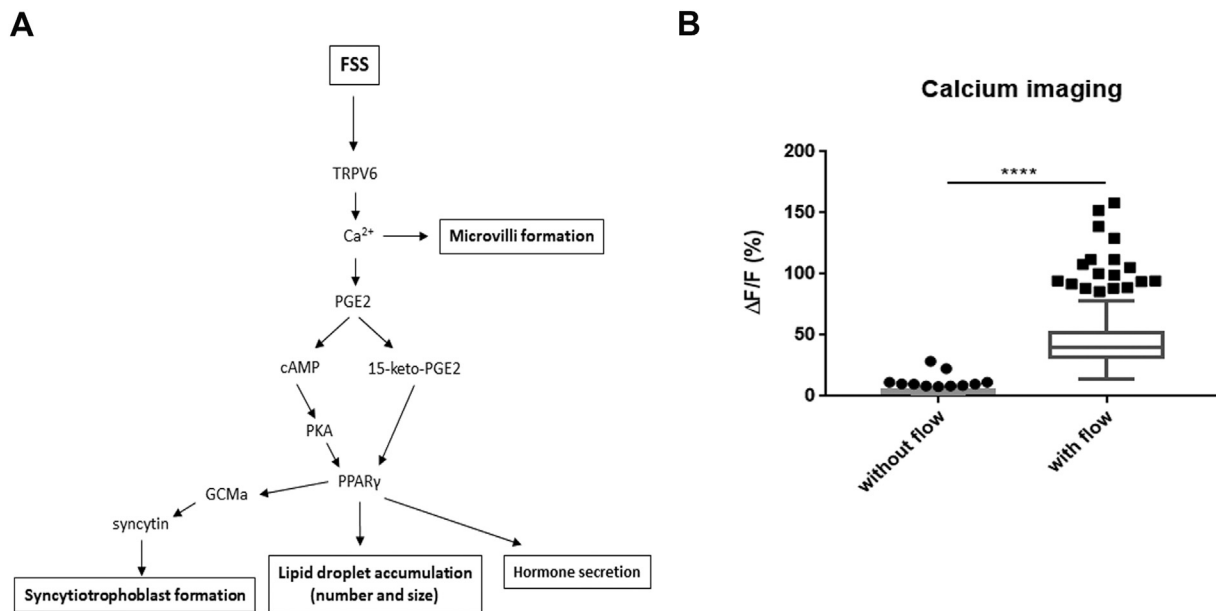 A
FSS
TRPV6
Ca²⁺
Microvilli formation
PGE2
cAMP
15-keto-PGE2
PKA
PPARγ
GCMa
syncytin
Syncytiotrophoblast formation
Lipid droplet accumulation
(number and size)
Hormone secretion
B
Calcium imaging
****
ΔF/F (%)
200
150
100
50
0
without flow
with flow